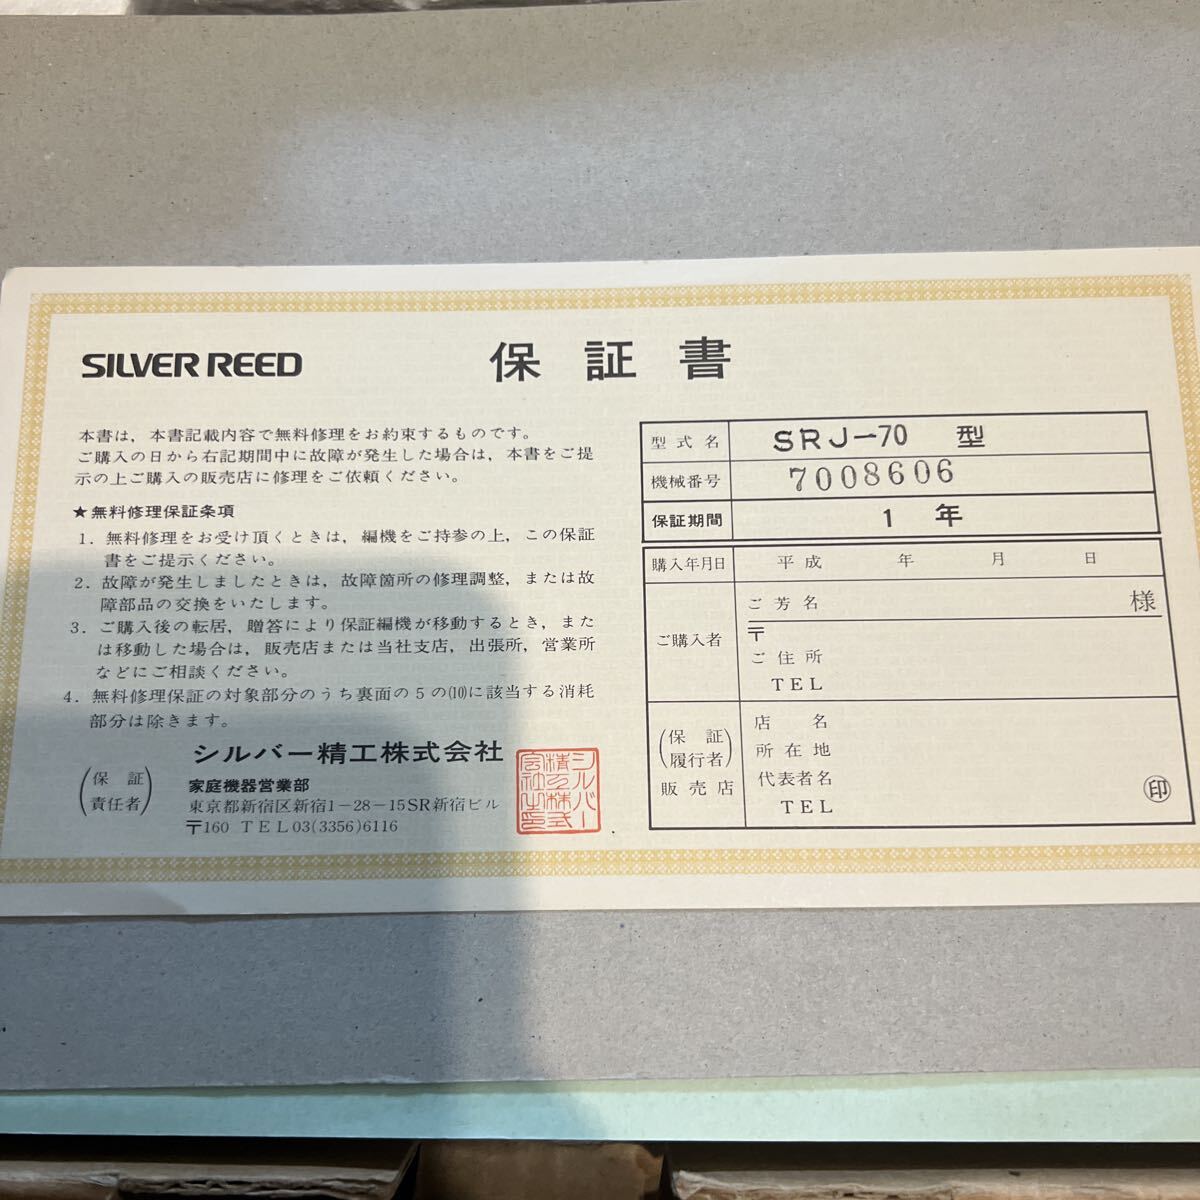 SILVER REED
保証書
本書は、本書記載内容で無料修理をお約束するものです。
ご購入の日から右記期間中に故障が発生した場合は、本書をご提
示の上ご購入の販売店に修理をご依頼ください。
★無料修理保証条項
1. 無料修理をお受け頂くときは、編機をご持参の上、この保証
書をご提示ください。
2. 故障が発生しましたときは、故障箇所の修理調整、または故
障部品の交換をいたします。
3. ご購入後の転居、贈答により保証編機が移動するとき、また
は移動した場合は、販売店または当社支店、出張所、営業所
などにご相談ください。
4. 無料修理保証の対象部分のうち裏面の5の(10)に該当する消耗
部分は除きます。
(保証責任者)
シルバー精工株式会社
家庭機器営業部
東京都新宿区新宿1-28-15SR新宿ビル
〒160 TEL03(3356)6116
シルバー
精工株式
会社之印
型式名 SRJ-70 型
機械番号 7008606
保証期間 1年
購入年月日 平成 年 月 日
ご購入者
ご芳名 様
〒
ご住所
TEL
(保証履行者)
販売店
店名
所在地
代表者名
TEL
印